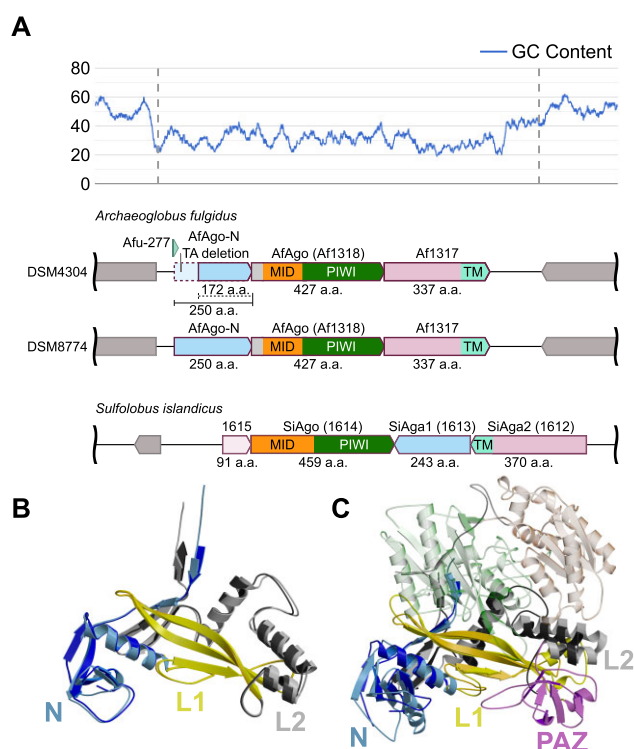 A
GC Content
80
60
40
20
0
Archaeoglobus fulgidus
Afu-277
AfAgo-N
TA deletion
AfAgo (Af1318)
Af1317
DSM4304
MID
PIWI
TM
172 a.a.
427 a.a.
337 a.a.
250 a.a.
AfAgo-N
AfAgo (Af1318)
Af1317
DSM8774
MID
PIWI
TM
250 a.a.
427 a.a.
337 a.a.
Sulfolobus islandicus
1615
SiAgo (1614)
SiAga1 (1613)
SiAga2 (1612)
MID
PIWI
TM
91 a.a.
459 a.a.
243 a.a.
370 a.a.
B
N
L1
L2
C
N
L1
L2
PAZ